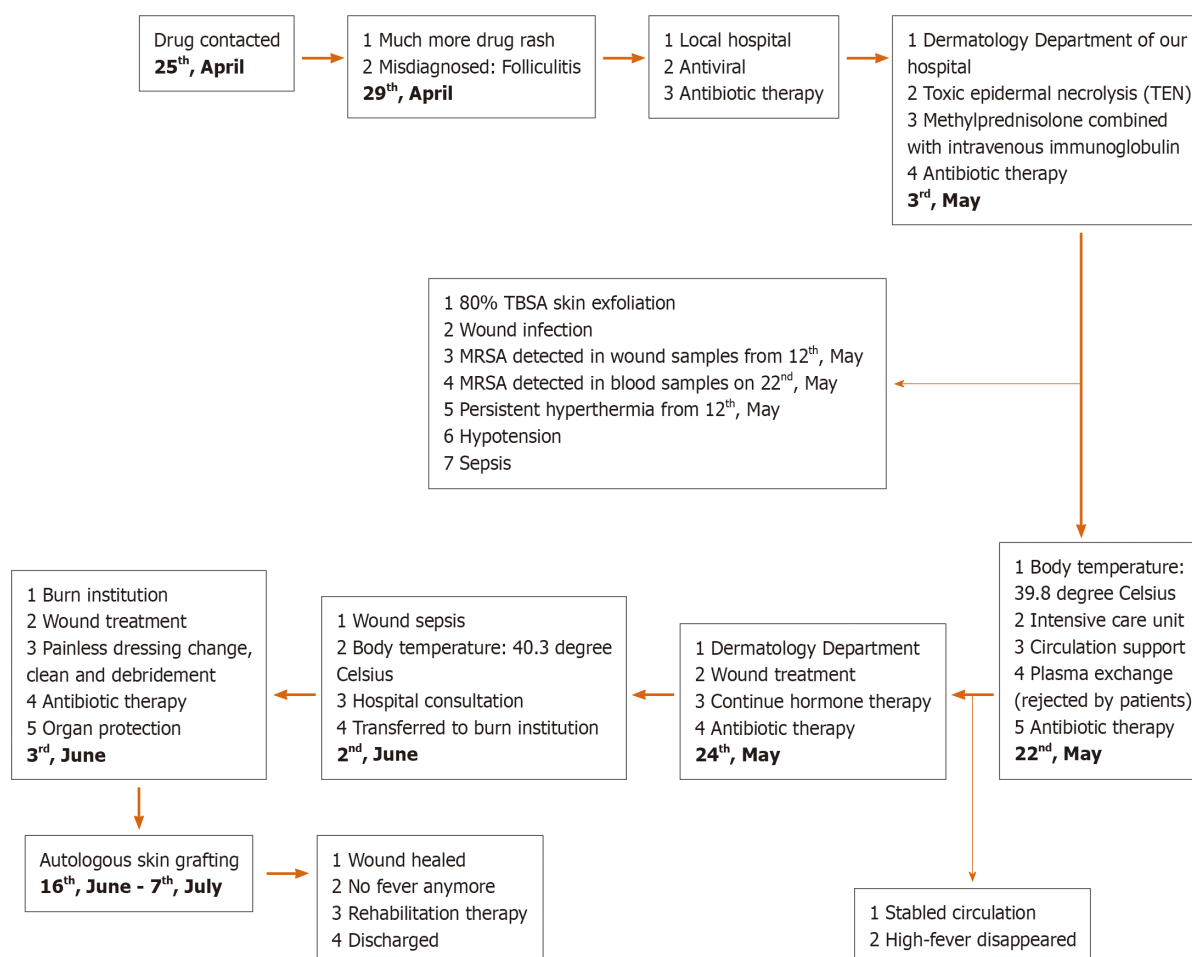 Drug contacted
25th, April
1 Much more drug rash
2 Misdiagnosed: Folliculitis
29th, April
1 Local hospital
2 Antiviral
3 Antibiotic therapy
1 Dermatology Department of our
hospital
2 Toxic epidermal necrolysis (TEN)
3 Methylprednisolone combined
with intravenous immunoglobulin
4 Antibiotic therapy
3rd, May
1 80% TBSA skin exfoliation
2 Wound infection
3 MRSA detected in wound samples from 12th, May
4 MRSA detected in blood samples on 22nd, May
5 Persistent hyperthermia from 12th, May
6 Hypotension
7 Sepsis
1 Body temperature:
39.8 degree Celsius
2 Intensive care unit
3 Circulation support
4 Plasma exchange
(rejected by patients)
5 Antibiotic therapy
22nd, May
1 Stabled circulation
2 High-fever disappeared
1 Dermatology Department
2 Wound treatment
3 Continue hormone therapy
4 Antibiotic therapy
24th, May
1 Wound sepsis
2 Body temperature: 40.3 degree
Celsius
3 Hospital consultation
4 Transferred to burn institution
2nd, June
1 Burn institution
2 Wound treatment
3 Painless dressing change,
clean and debridement
4 Antibiotic therapy
5 Organ protection
3rd, June
Autologous skin grafting
16th, June - 7th, July
1 Wound healed
2 No fever anymore
3 Rehabilitation therapy
4 Discharged